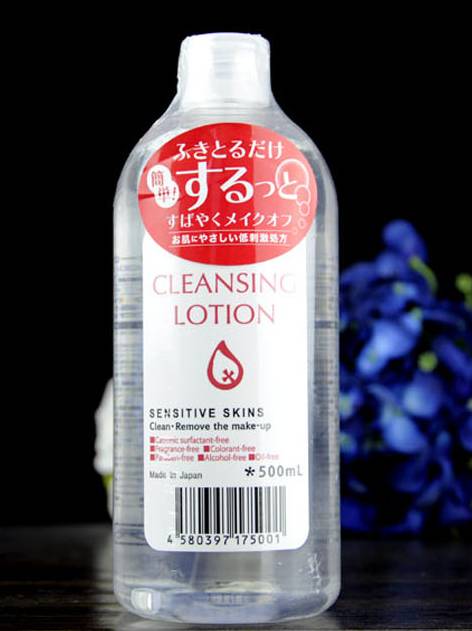 ふきとるだけ
簡単!
するっと
すばやくメイクオフ
お肌にやさしい低刺激処方
CLEANSING
LOTION
SENSITIVE SKINS
Clean・Remove the make-up
■Cationic surfactant-free
■Fragrance-free ■Colorant-free
■Paraben-free ■Alcohol-free ■Oil-free
Made in Japan
*500mL
4 580397 175001